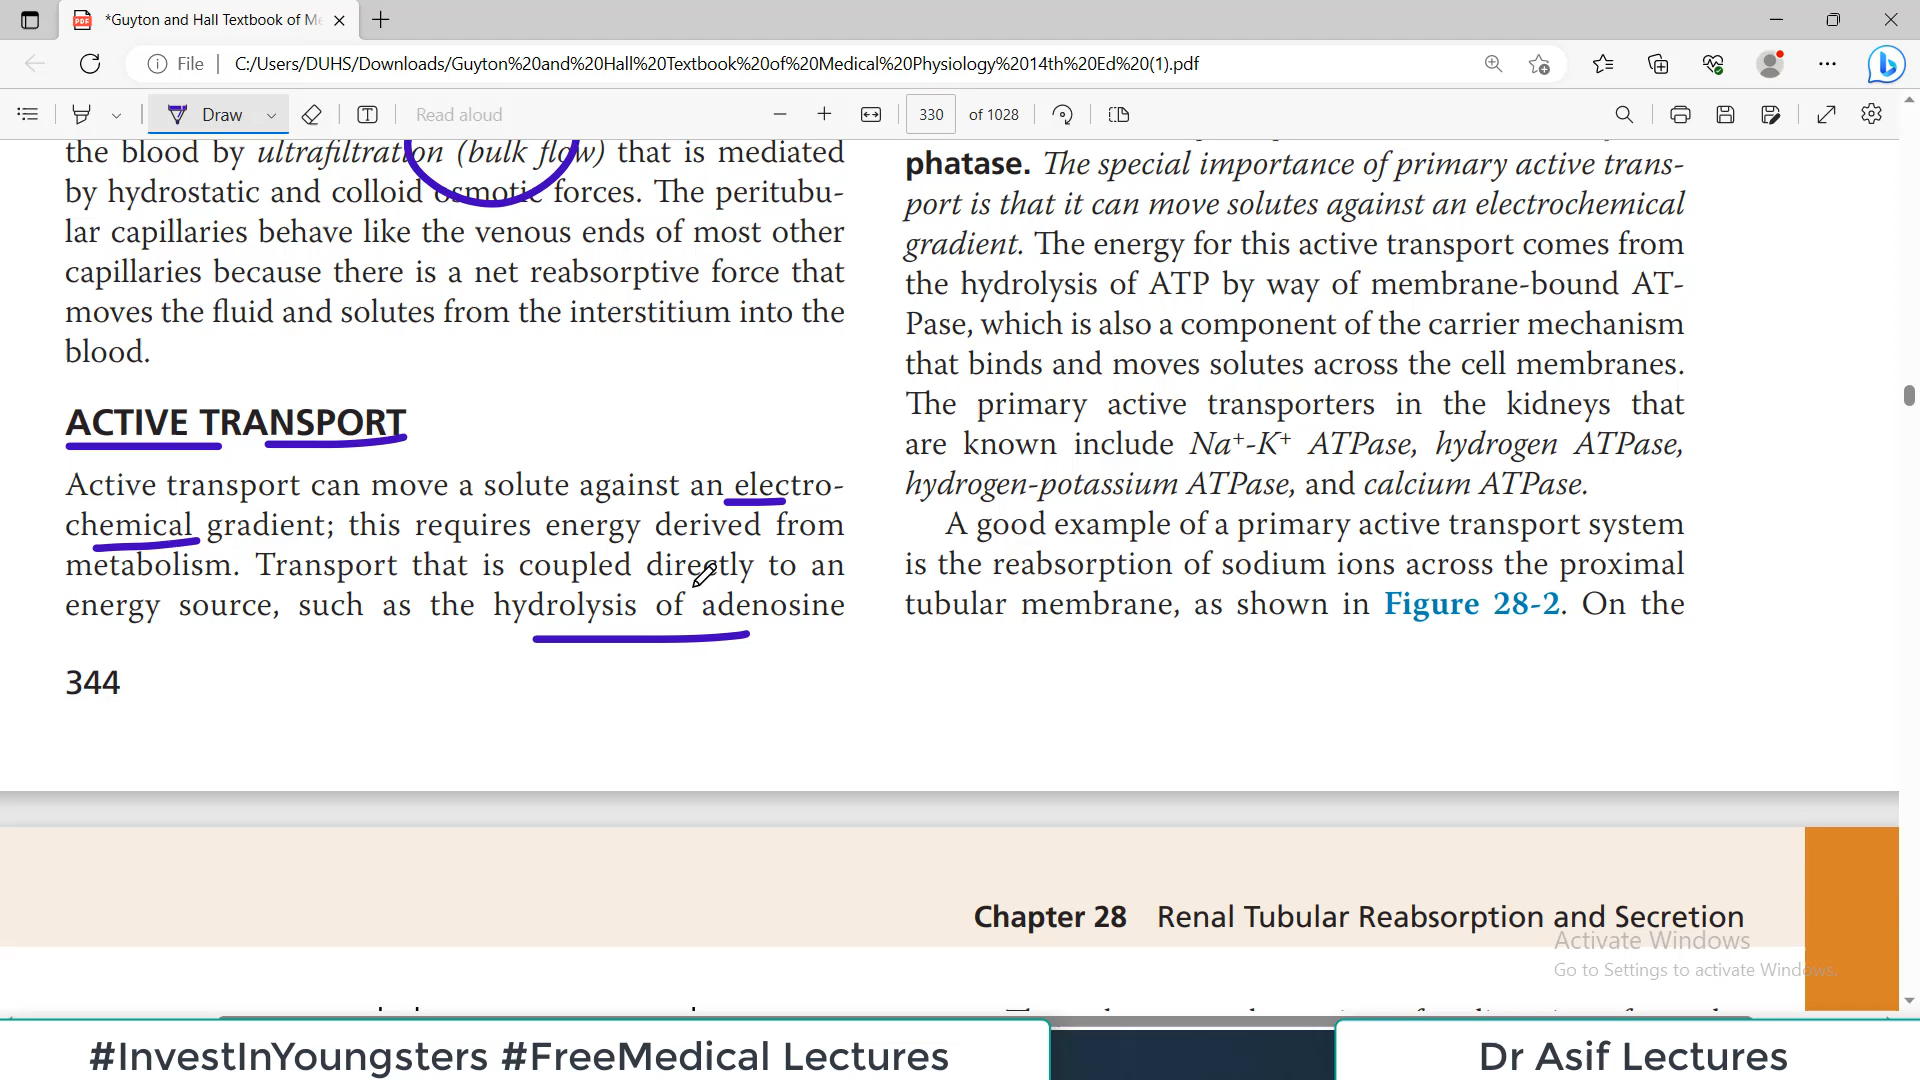 *Guyton and Hall Textbook of Me
File
C:/Users/DUHS/Downloads/Guyton%20and%20Hall%20Textbook%20of%20Medical%20Physiology%2014th%20Ed%20(1).pdf
Draw
Read aloud
330 of 1028
the blood by ultrafiltration (bulk flow) that is mediated
by hydrostatic and colloid osmotic forces. The peritubu-
lar capillaries behave like the venous ends of most other
capillaries because there is a net reabsorptive force that
moves the fluid and solutes from the interstitium into the
blood.
ACTIVE TRANSPORT
Active transport can move a solute against an electro-
chemical gradient; this requires energy derived from
metabolism. Transport that is coupled directly to an
energy source, such as the hydrolysis of adenosine
344
phatase. The special importance of primary active trans-
port is that it can move solutes against an electrochemical
gradient. The energy for this active transport comes from
the hydrolysis of ATP by way of membrane-bound AT-
Pase, which is also a component of the carrier mechanism
that binds and moves solutes across the cell membranes.
The primary active transporters in the kidneys that
are known include Na⁺-K⁺ ATPase, hydrogen ATPase,
hydrogen-potassium ATPase, and calcium ATPase.
A good example of a primary active transport system
is the reabsorption of sodium ions across the proximal
tubular membrane, as shown in Figure 28-2. On the
Chapter 28 Renal Tubular Reabsorption and Secretion
Activate Windows
Go to Settings to activate Windows.
#InvestInYoungsters #FreeMedical Lectures
Dr Asif Lectures